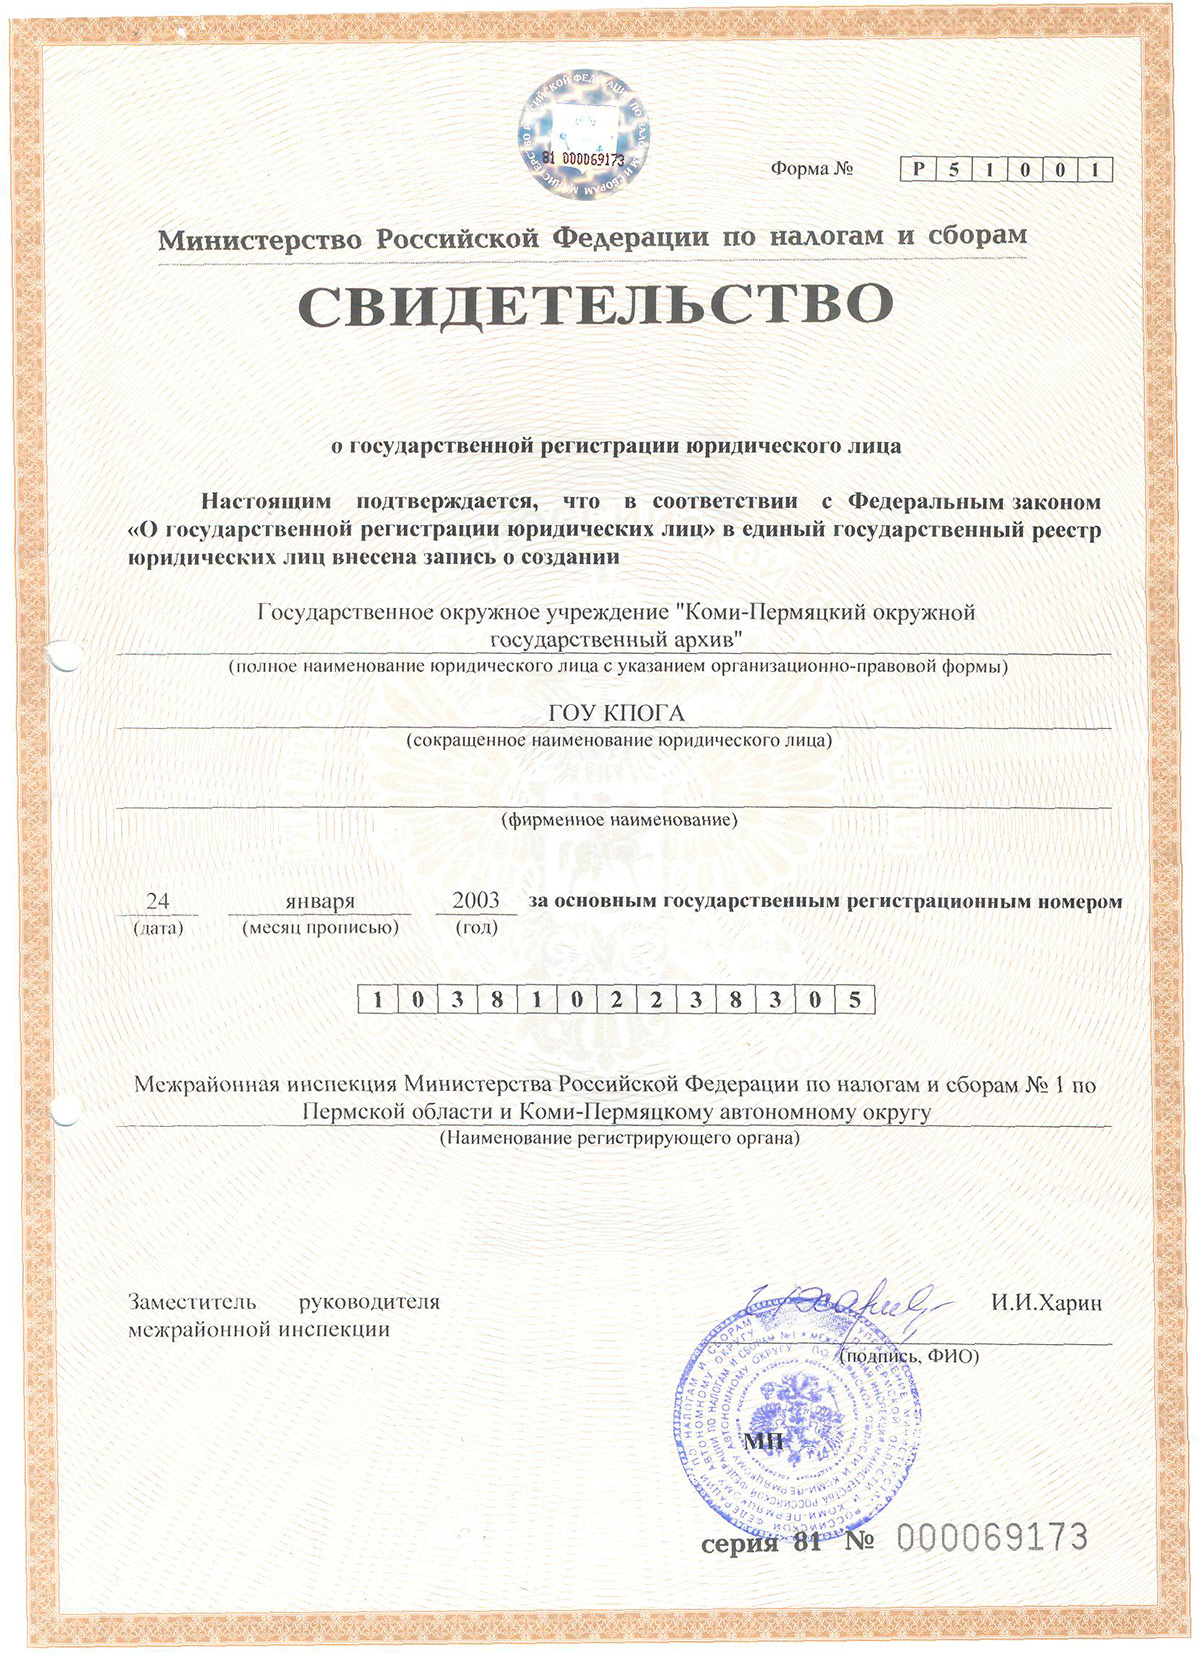 81 000069173
Форма № Р 5 1 0 0 1
Министерство Российской Федерации по налогам и сборам
СВИДЕТЕЛЬСТВО
о государственной регистрации юридического лица
Настоящим подтверждается, что в соответствии с Федеральным законом
«О государственной регистрации юридических лиц» в единый государственный реестр
юридических лиц внесена запись о создании
Государственное окружное учреждение "Коми-Пермяцкий окружной
государственный архив"
(полное наименование юридического лица с указанием организационно-правовой формы)
ГОУ КПОГА
(сокращенное наименование юридического лица)
(фирменное наименование)
24 января 2003 за основным государственным регистрационным номером
(дата) (месяц прописью) (год)
1 0 3 8 1 0 2 2 3 8 3 0 5
Межрайонная инспекция Министерства Российской Федерации по налогам и сборам № 1 по
Пермской области и Коми-Пермяцкому автономному округу
(Наименование регистрирующего органа)
Заместитель руководителя И.И.Харин
межрайонной инспекции
(подпись, ФИО)
МП
серия 81 № 000069173